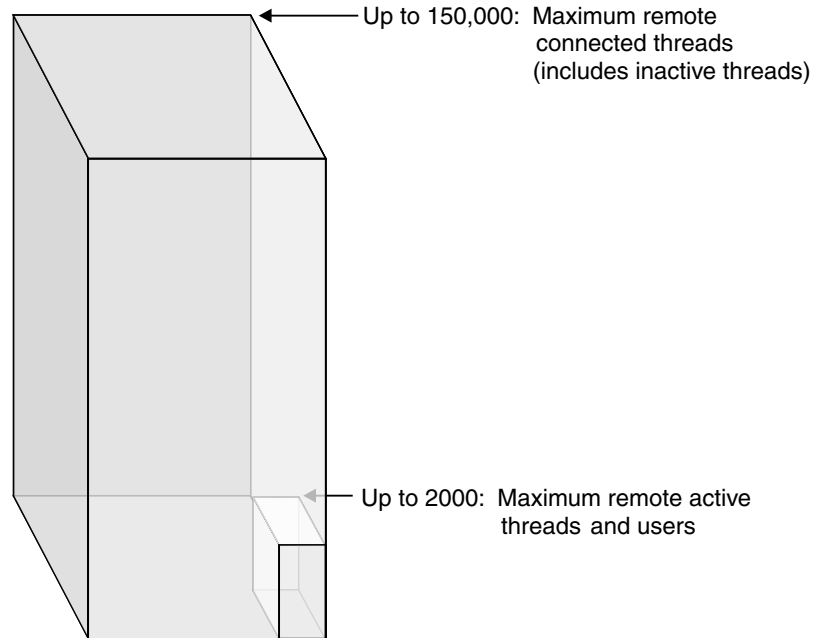 Up to 150,000: Maximum remote
connected threads
(includes inactive threads)
Up to 2000: Maximum remote active
threads and users